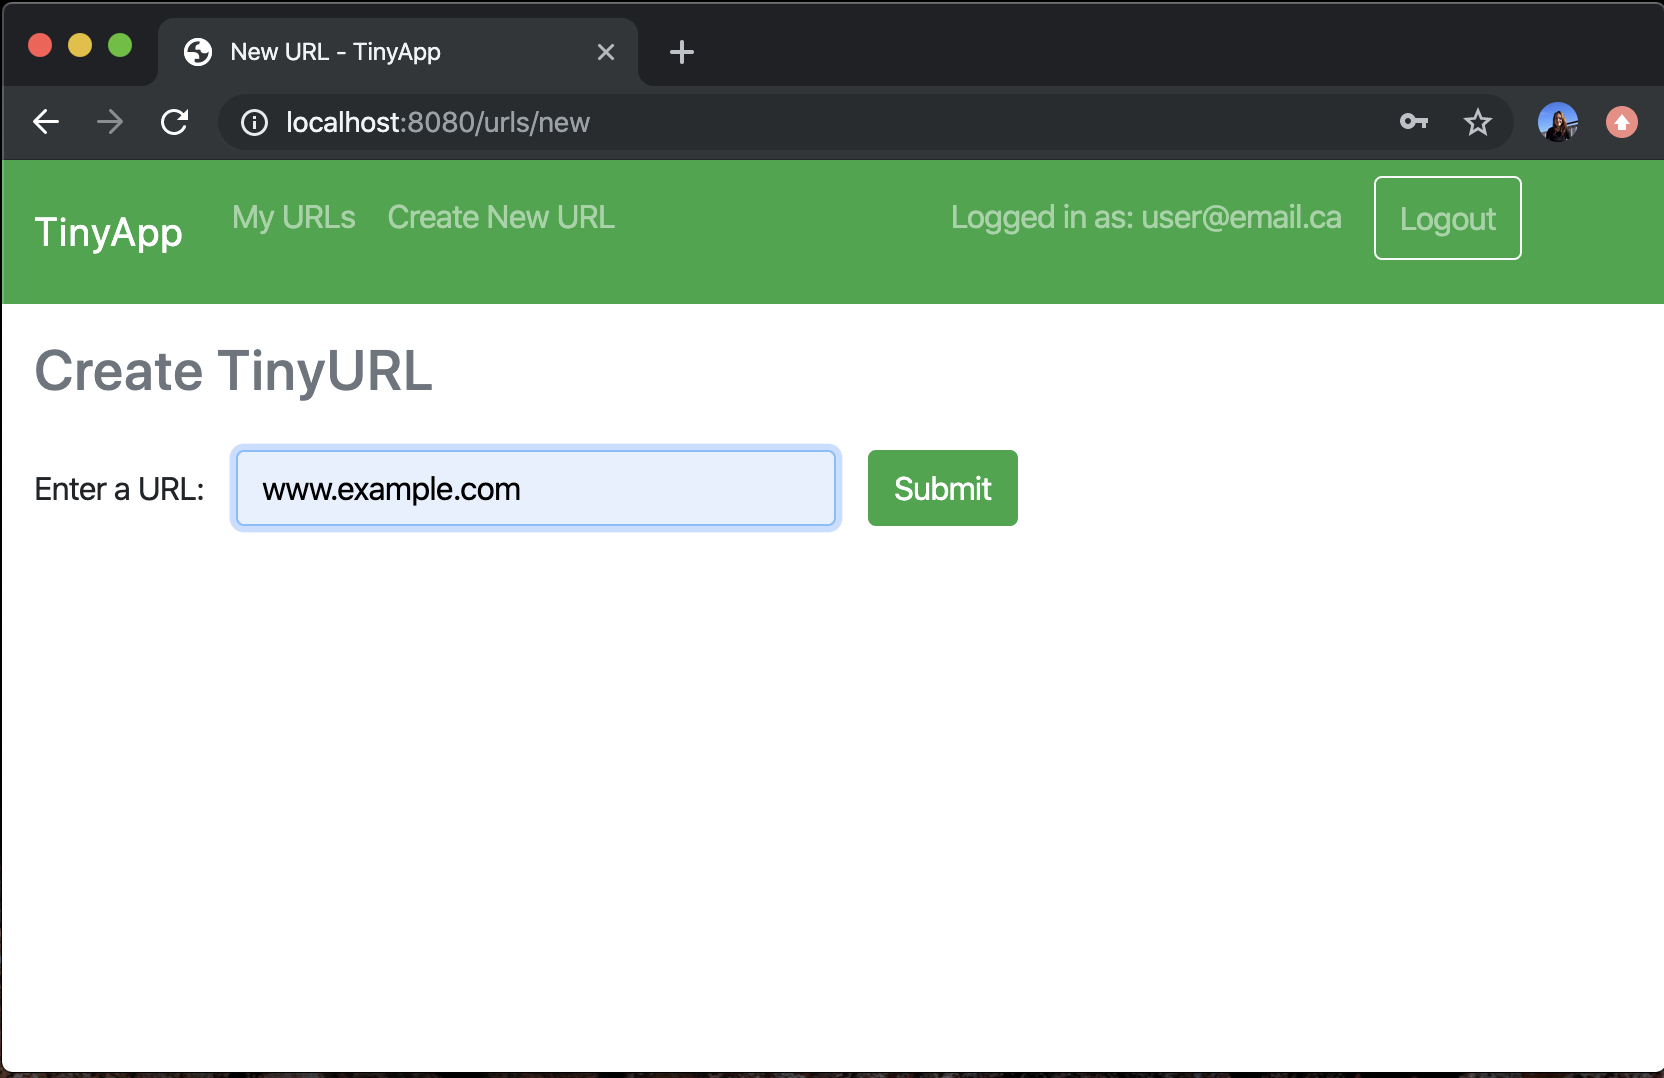 New URL - TinyApp
localhost:8080/urls/new
TinyApp My URLs Create New URL Logged in as: user@email.ca Logout
Create TinyURL
Enter a URL: www.example.com Submit